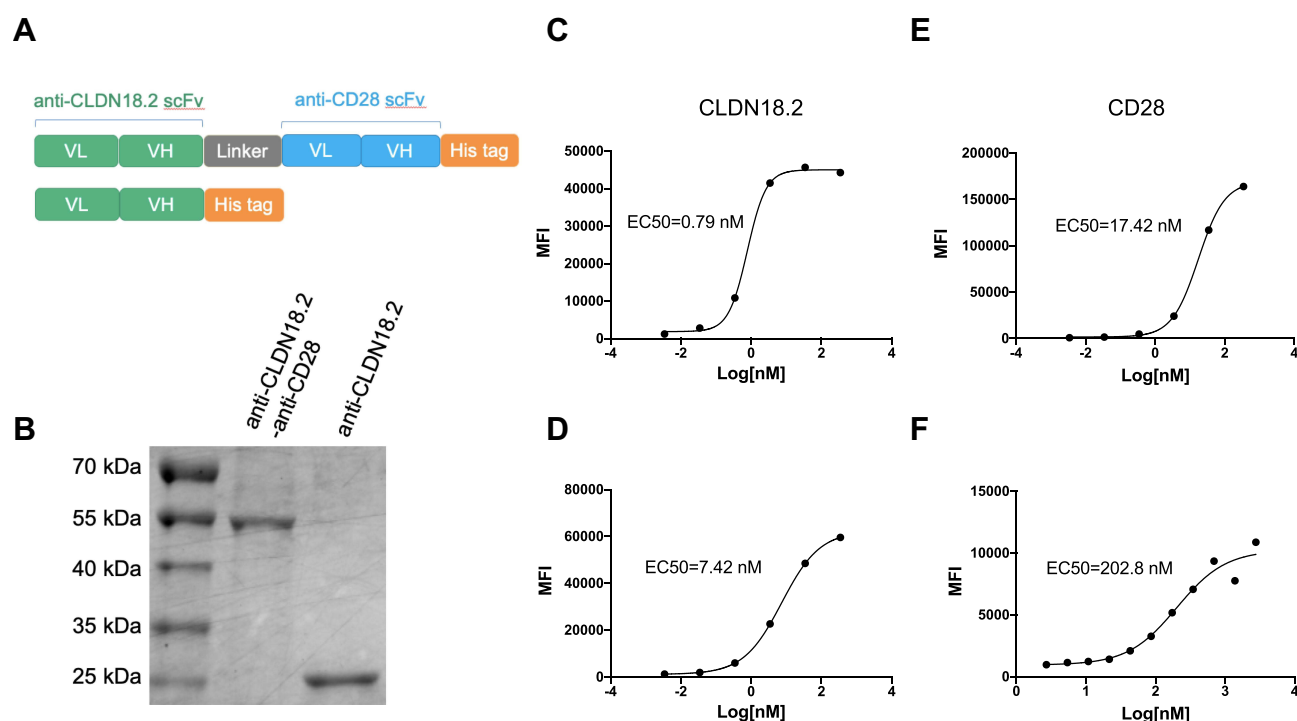 A
anti-CLDN18.2 scFv
anti-CD28 scFv
VL
VH
Linker
VL
VH
His tag
VL
VH
His tag
B
anti-CLDN18.2
-anti-CD28
anti-CLDN18.2
70 kDa
55 kDa
40 kDa
35 kDa
25 kDa
C
CLDN18.2
50000
40000
30000
20000
10000
0
MFI
EC50=0.79 nM
-4
-2
0
2
4
Log[nM]
D
80000
60000
40000
20000
0
MFI
EC50=7.42 nM
-4
-2
0
2
4
Log[nM]
E
CD28
200000
150000
100000
50000
0
MFI
EC50=17.42 nM
-4
-2
0
2
4
Log[nM]
F
15000
10000
5000
0
MFI
EC50=202.8 nM
0
1
2
3
4
Log[nM]